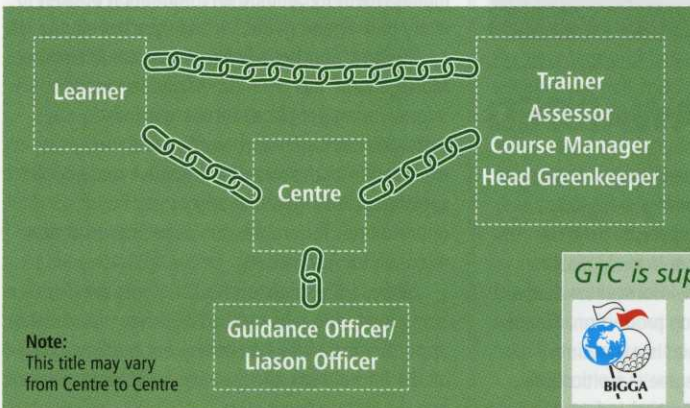 Learner
Trainer
Assessor
Course Manager
Head Greenkeeper
Centre
Guidance Officer/
Liason Officer
Note:
This title may vary
from Centre to Centre
GTC is sup
BIGGA